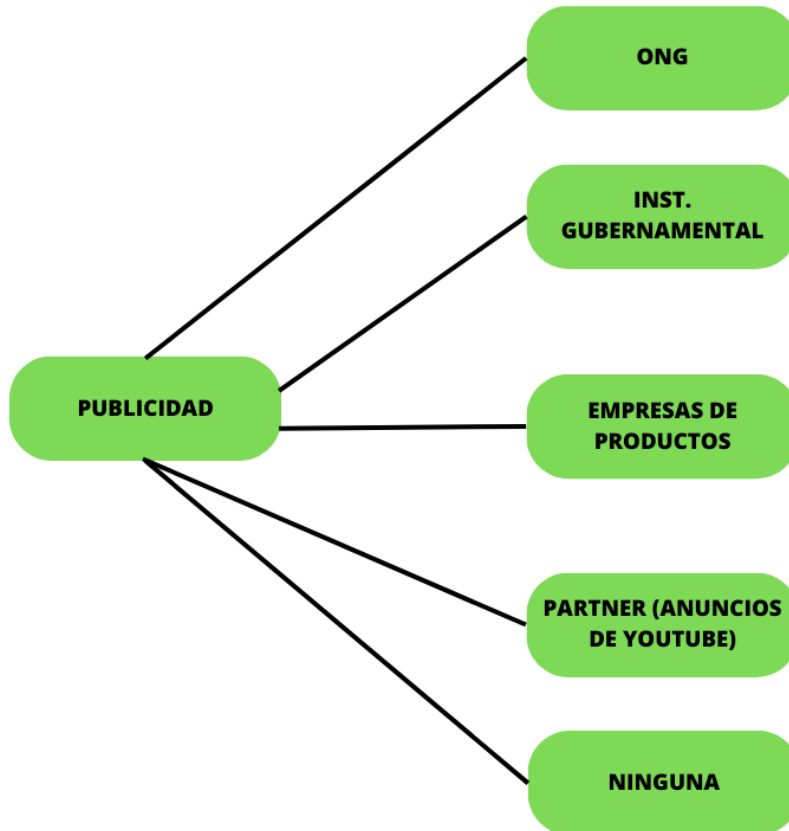 ONG
INST.
GUBERNAMENTAL
PUBLICIDAD
EMPRESAS DE
PRODUCTOS
PARTNER (ANUNCIOS
DE YOUTUBE)
NINGUNA